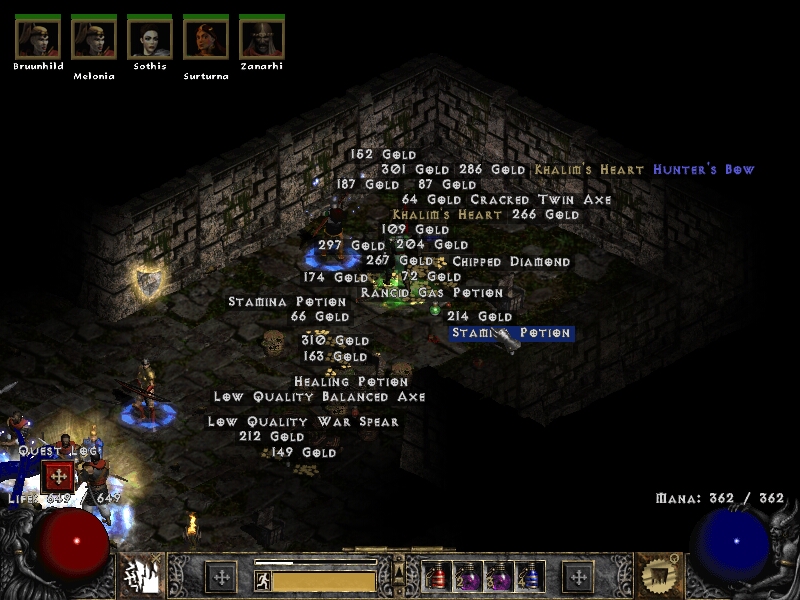 Bruunhild Melonia Sothis Surturna Zanarhi
152 Gold
301 Gold 286 Gold Khalim's Heart Hunter's Bow
187 Gold 87 Gold
64 Gold Cracked Twin Axe
Khalim's Heart 266 Gold
109 Gold
297 Gold 204 Gold
267 Gold Chipped Diamond
174 Gold 72 Gold
Rancid Gas Potion
Stamina Potion
66 Gold 214 Gold
Stamina Potion
310 Gold
163 Gold
Healing Potion
Low Quality Balanced Axe
Low Quality War Spear
212 Gold
149 Gold
Quest Log
Life: 649 / 649
Mana: 362 / 362